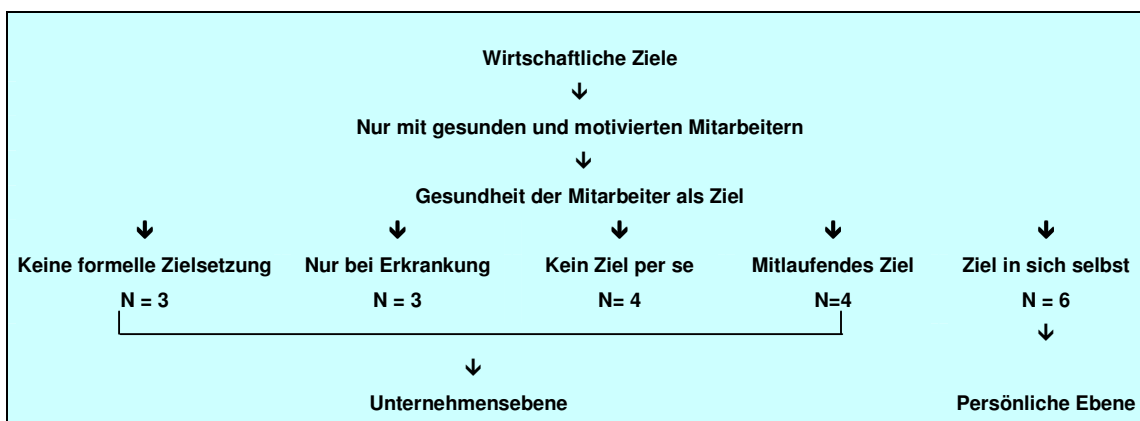 Wirtschaftliche Ziele
Nur mit gesunden und motivierten Mitarbeitern
Gesundheit der Mitarbeiter als Ziel
Keine formelle Zielsetzung Nur bei Erkrankung Kein Ziel per se Mitlaufendes Ziel Ziel in sich selbst
N = 3 N = 3 N= 4 N=4 N = 6
Unternehmensebene Persönliche Ebene